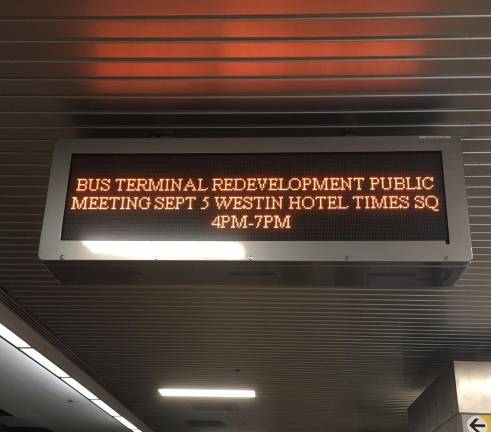 BUS TERMINAL REDEVELOPMENT PUBLIC
MEETING SEPT 5 WESTIN HOTEL TIMES SQ
4PM-7PM